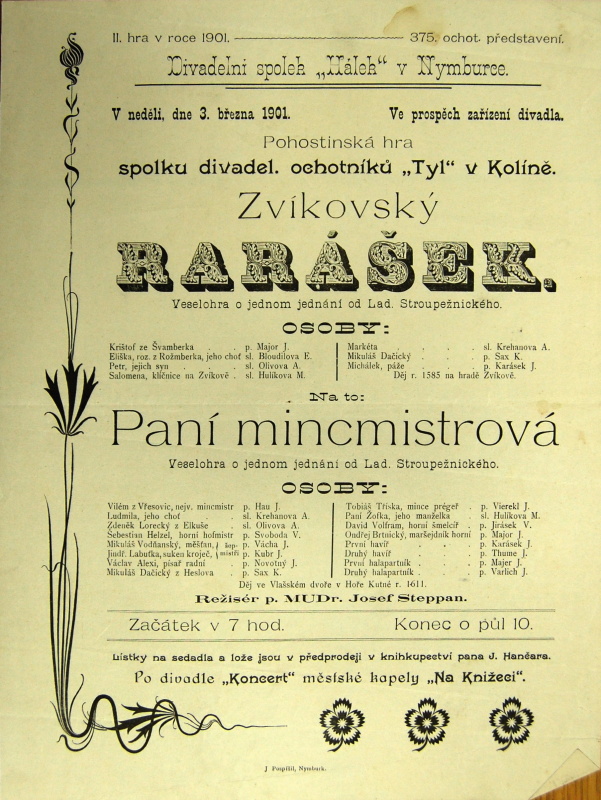 II. hra v roce 1901. 375. ochot. představení.
Divadelní spolek „Hálek“ v Nymburce.
V neděli, dne 3. března 1901. Ve prospěch zařízení divadla.
Pohostinská hra
spolku divadel. ochotníků „Tyl“ v Kolíně.
Zvíkovský
RARÁŠEK.
Veselohra o jednom jednání od Lad. Stroupežnického.
OSOBY:
Krištof ze Švamberka . . p. Major J.
Eliška, roz. z Rožmberka, jeho choť sl. Bloudilova E.
Petr, jejich syn . . . sl. Olivova A.
Salomena, klíčnice na Zvíkově . sl. Hulíkova M.
Markéta . . . . sl. Krehanova A.
Mikuláš Dačický . . . p. Sax K.
Michálek, páže . . . p. Karásek J.
Děj r. 1585 na hradě Zvíkově.
Na to:
Paní mincmistrová
Veselohra o jednom jednání od Lad. Stroupežnického.
OSOBY:
Vilém z Vřesovic, nejv. mincmistr p. Hau J.
Ludmila, jeho choť . . sl. Krehanova A.
Zdeněk Lorecký z Elkuše . sl. Olivova A.
Šebestian Helzel, horní hofmistr p. Svoboda V.
Mikuláš Vodňanský, měšťan, p. Vácha J.
Jindř. Labuťka, suken kroječ, p. Kubr J.
Václav Alexi, písař radní . p. Novotný J.
Mikuláš Dačický z Heslova . p. Sax K.
Tobiáš Tříska, mince prégéř . p. Vierekl J.
Paní Žofka, jeho manželka . sl. Hulíkova M.
David Volfram, horní šmelcíř . p. Jirásek V.
Ondřej Brtnický, maršejdník horní p. Major J.
První havíř . . . p. Karásek J.
Druhý havíř . . . p. Thume J.
První halapartník . . . p. Majer J.
Druhý halapartník . . . p. Varlich J.
Děj ve Vlašském dvoře v Hoře Kutné r. 1611.
Režisér p. MUDr. Josef Steppan.
Začátek v 7 hod. Konec o půl 10.
Lístky na sedadla a lože jsou v předprodeji v knihkupectví pana J. Hančara.
Po divadle „Koncert“ městské kapely „Na Knížecí“.
J Pospíšil, Nymburk.